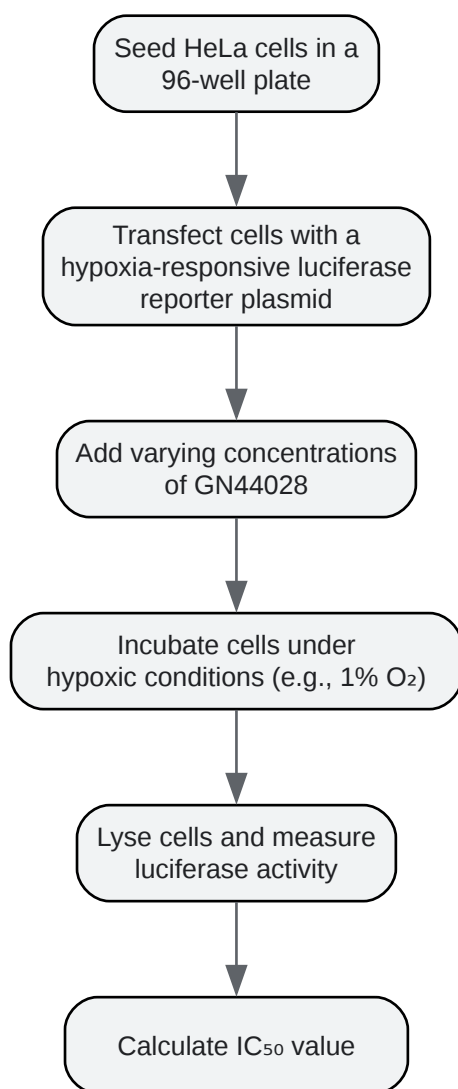 Seed HeLa cells in a
96-well plate
Transfect cells with a
hypoxia-responsive luciferase
reporter plasmid
Add varying concentrations
of GN44028
Incubate cells under
hypoxic conditions (e.g., 1% O₂)
Lyse cells and measure
luciferase activity
Calculate IC₅₀ value